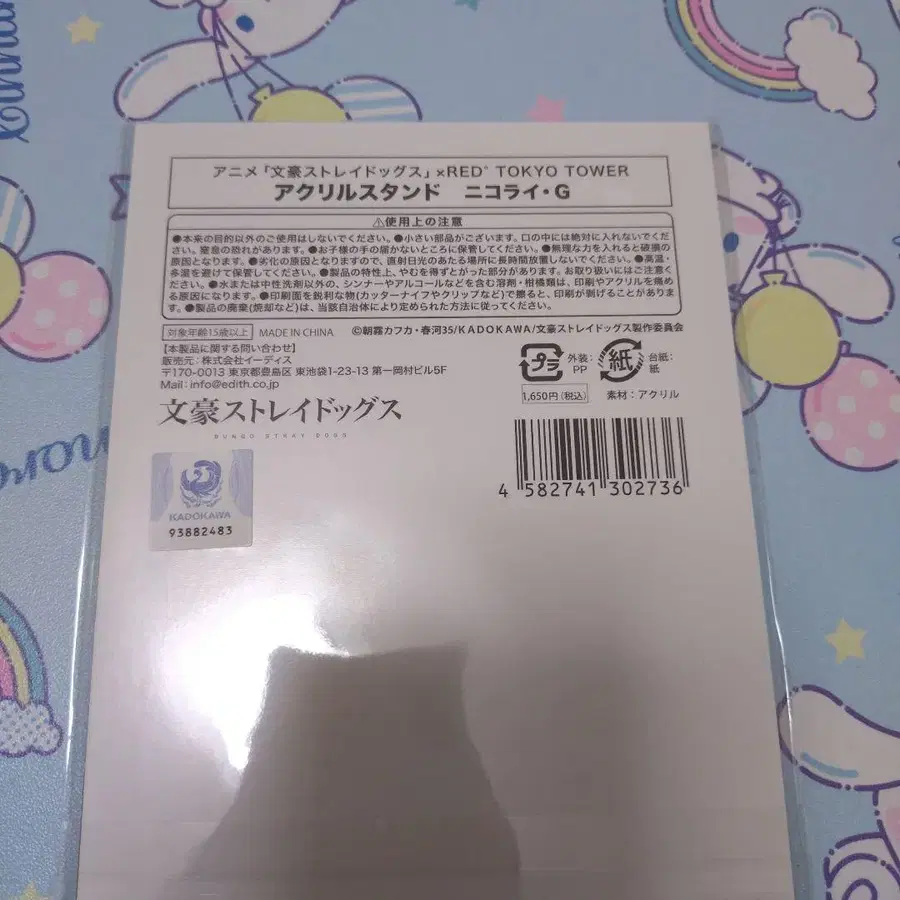 アニメ「文豪ストレイドッグス」×RED° TOKYO TOWER
アクリルスタンド ニコライ・G
⚠使用上の注意
●本来の目的以外のご使用はしないでください。●小さい部品がございます。口の中には絶対に入れないでくだ
さい。窒息の恐れがあります。●お子様の手の届かないところに保管してください。●無理な力を入れると破損の
原因となります。●劣化の原因となりますので、直射日光のあたる場所に長時間放置しないでください。●高温・
多湿を避けて保管してください。●製品の特性上、やむを得ずとがった部分があります。お取り扱いにはご注意く
ださい。●水または中性洗剤以外の、シンナーやアルコールなどを含む溶剤・柑橘類は、印刷やアクリルを痛め
る原因になります。●印刷面を鋭利な物(カッターナイフやクリップなど)で擦ると、印刷が剥げることがありま
す。●製品の廃棄(焼却など)は、当該自治体により定められた方法に従ってください。
対象年齢15歳以上 MADE IN CHINA ©朝霧カフカ・春河35/KADOKAWA/文豪ストレイドッグス製作委員会
【本製品に関する問い合わせ】
販売元:株式会社イーディス
〒170-0013 東京都豊島区 東池袋1-23-13 第一岡村ビル5F
Mail: info@edith.co.jp
プラ 外装: PP 紙 台紙: 紙
1,650円(税込) 素材:アクリル
文豪ストレイドッグス
BUNGO STRAY DOGS
4 582741 302736
KADOKAWA
93882483